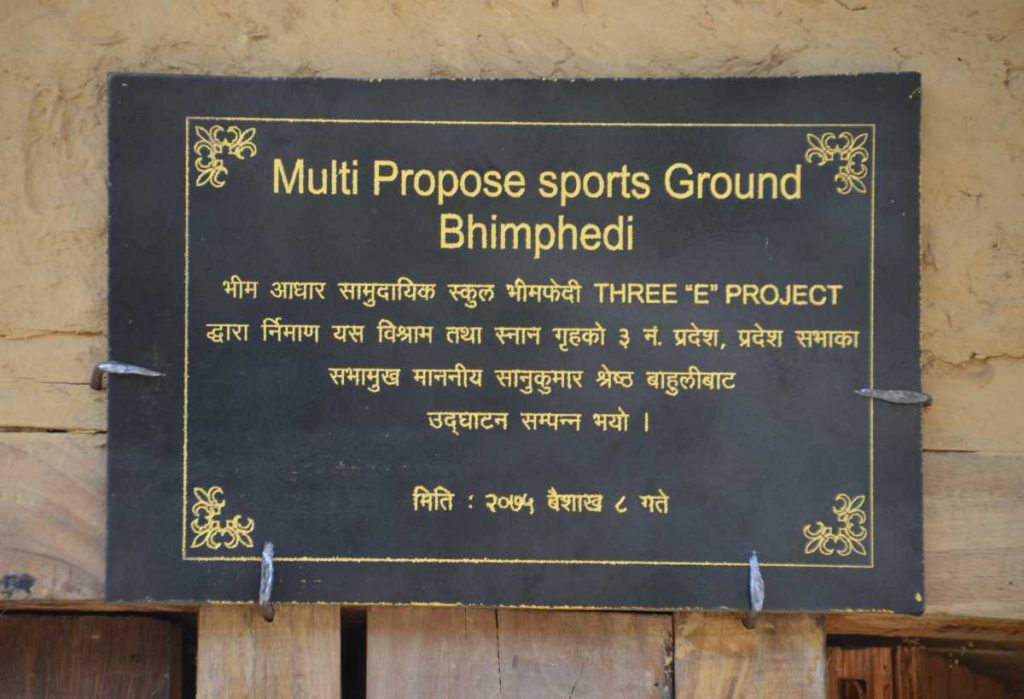 Multi Propose sports Ground
Bhimphedi
भीम आधार सामुदायिक स्कुल भीमफेदी THREE “E” PROJECT
द्धारा र्निमाण यस विश्राम तथा स्नान गृहको ३ नं. प्रदेश, प्रदेश सभाका
सभामुख माननीय सानुकुमार श्रेष्ठ बाहुलीबाट
उद्घाटन सम्पन्न भयो ।
मिति : २०७५ बैशाख ८ गते